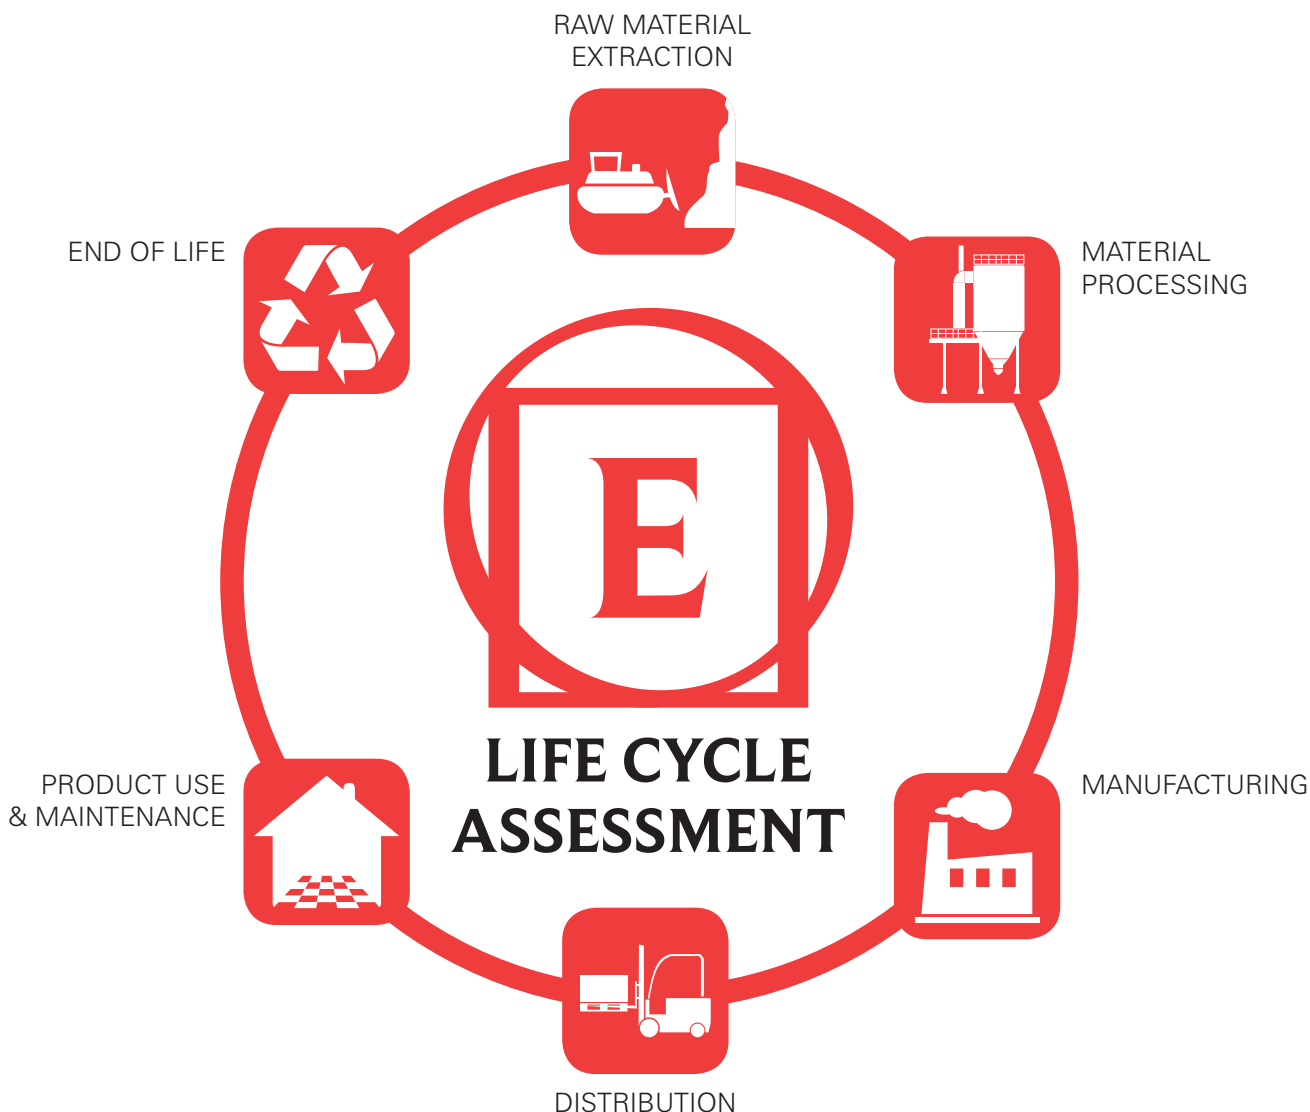 RAW MATERIAL
EXTRACTION
MATERIAL
PROCESSING
MANUFACTURING
DISTRIBUTION
PRODUCT USE
& MAINTENANCE
END OF LIFE
E
LIFE CYCLE
ASSESSMENT